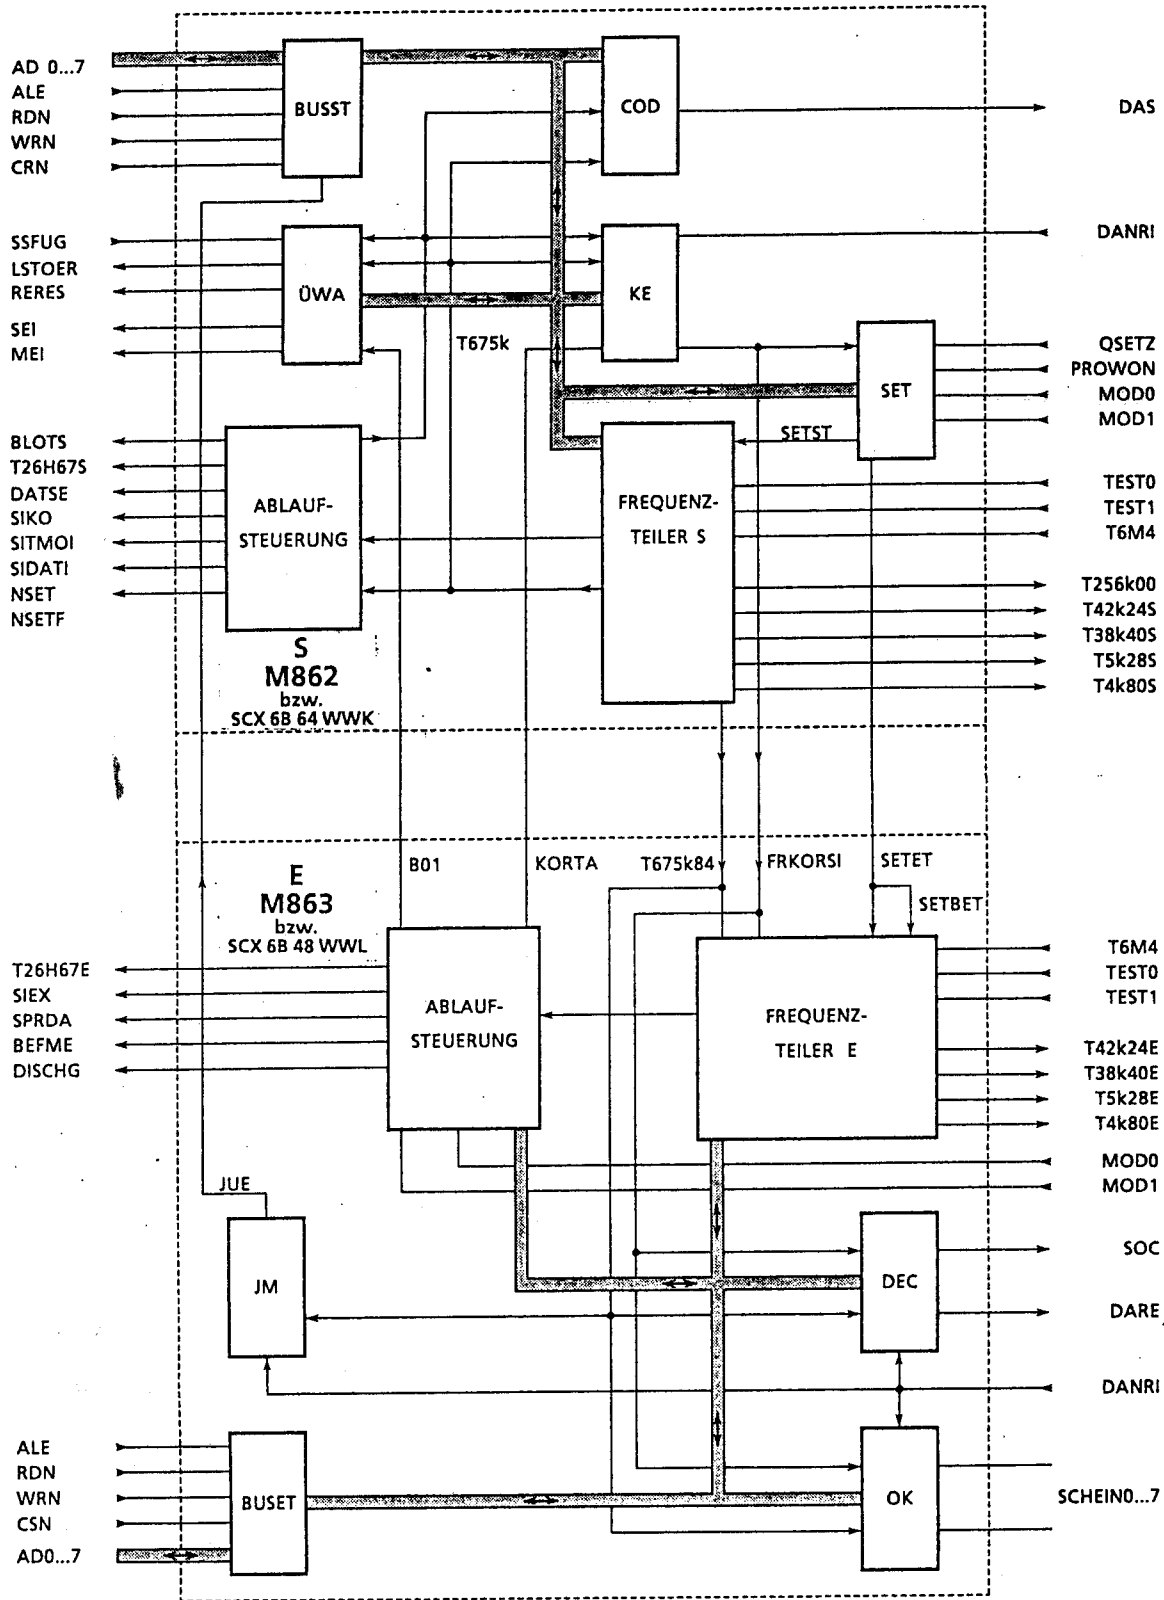 AD 0...7
ALE
RDN
WRN
CRN
BUSST
COD
DAS
SSFUG
LSTOER
RERES
SEI
MEI
ÜWA
T675k
KE
DANRI
SET
QSETZ
PROWON
MOD0
MOD1
SETST
BLOTS
T26H67S
DATSE
SIKO
SITMOI
SIDATI
NSET
NSETF
ABLAUF-
STEUERUNG
FREQUENZ-
TEILER S
TEST0
TEST1
T6M4
T256k00
T42k24S
T38k40S
T5k28S
T4k80S
S
M862
bzw.
SCX 6B 64 WWK
E
M863
bzw.
SCX 6B 48 WWL
B01
KORTA
T675k84
FRKORSI
SETET
SETBET
T26H67E
SIEX
SPRDA
BEFME
DISCHG
ABLAUF-
STEUERUNG
FREQUENZ-
TEILER E
T6M4
TEST0
TEST1
T42k24E
T38k40E
T5k28E
T4k80E
MOD0
MOD1
JUE
JM
DEC
SOC
DARE
DANRI
ALE
RDN
WRN
CSN
AD0...7
BUSET
OK
SCHEIN0...7